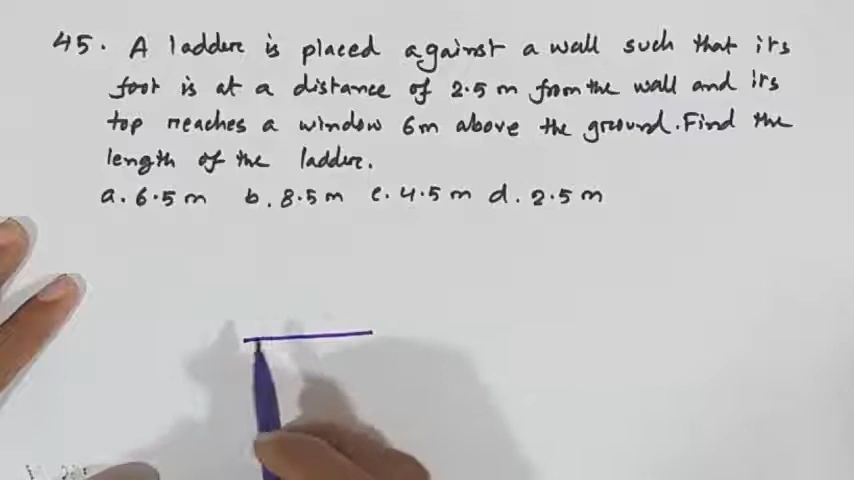 45. A ladder is placed against a wall such that its
foot is at a distance of 2.5 m from the wall and its
top reaches a window 6m above the ground. Find the
length of the ladder.
a. 6.5 m b. 8.5 m c. 4.5 m d. 2.5 m